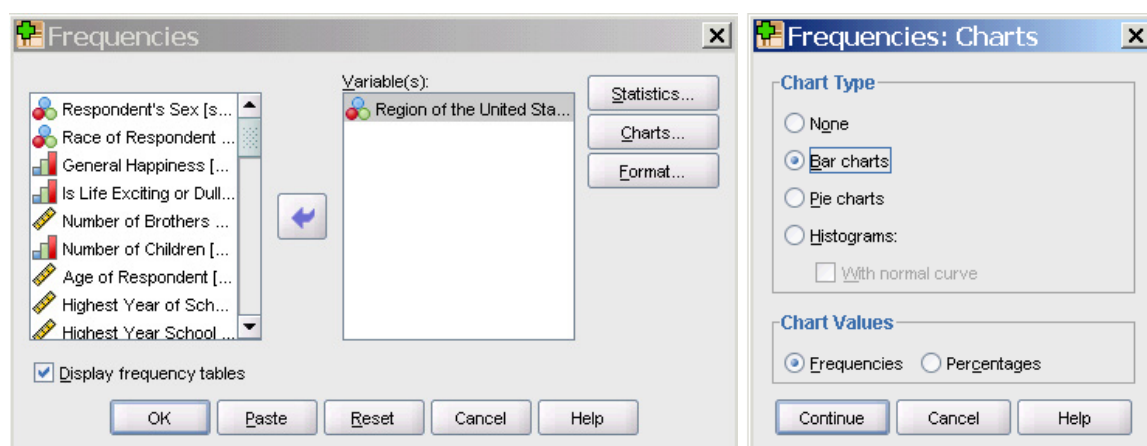 Frequencies
Variable(s):
Respondent's Sex [s...
Race of Respondent ...
General Happiness [...
Is Life Exciting or Dull...
Number of Brothers ...
Number of Children [...
Age of Respondent [...
Highest Year of Sch...
Highest Year School ...
Region of the United Sta...
Statistics...
Charts...
Format...
Display frequency tables
OK Paste Reset Cancel Help
Frequencies: Charts
Chart Type
None
Bar charts
Pie charts
Histograms:
With normal curve
Chart Values
Frequencies Percentages
Continue Cancel Help